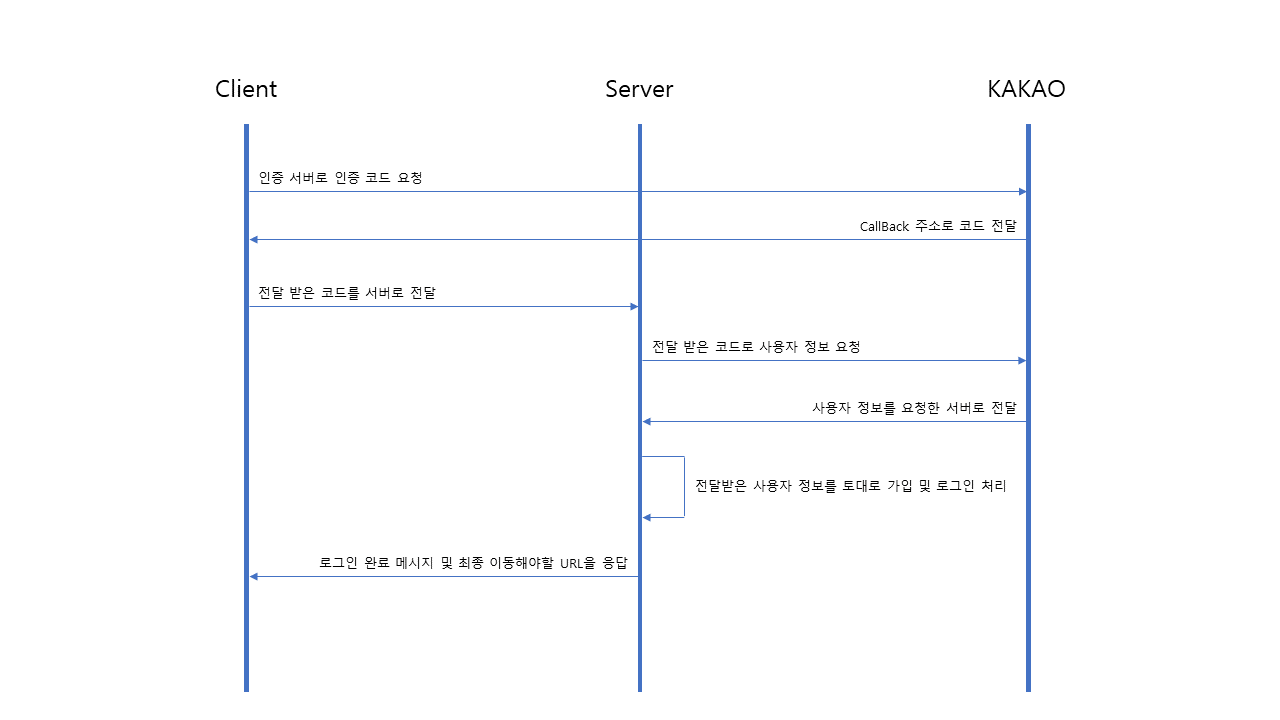 Client
Server
KAKAO
인증 서버로 인증 코드 요청
CallBack 주소로 코드 전달
전달 받은 코드를 서버로 전달
전달 받은 코드로 사용자 정보 요청
사용자 정보를 요청한 서버로 전달
전달받은 사용자 정보를 토대로 가입 및 로그인 처리
로그인 완료 메시지 및 최종 이동해야할 URL을 응답